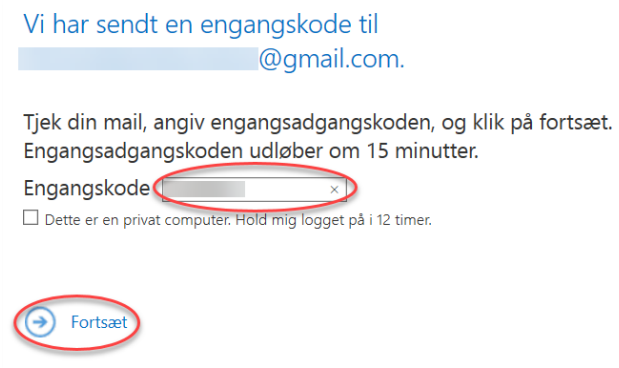 Vi har sendt en engangskode til
@gmail.com.
Tjek din mail, angiv engangsadgangskoden, og klik på fortsæt.
Engangsadgangskoden udløber om 15 minutter.
Engangskode
Dette er en privat computer. Hold mig logget på i 12 timer.
Fortsæt